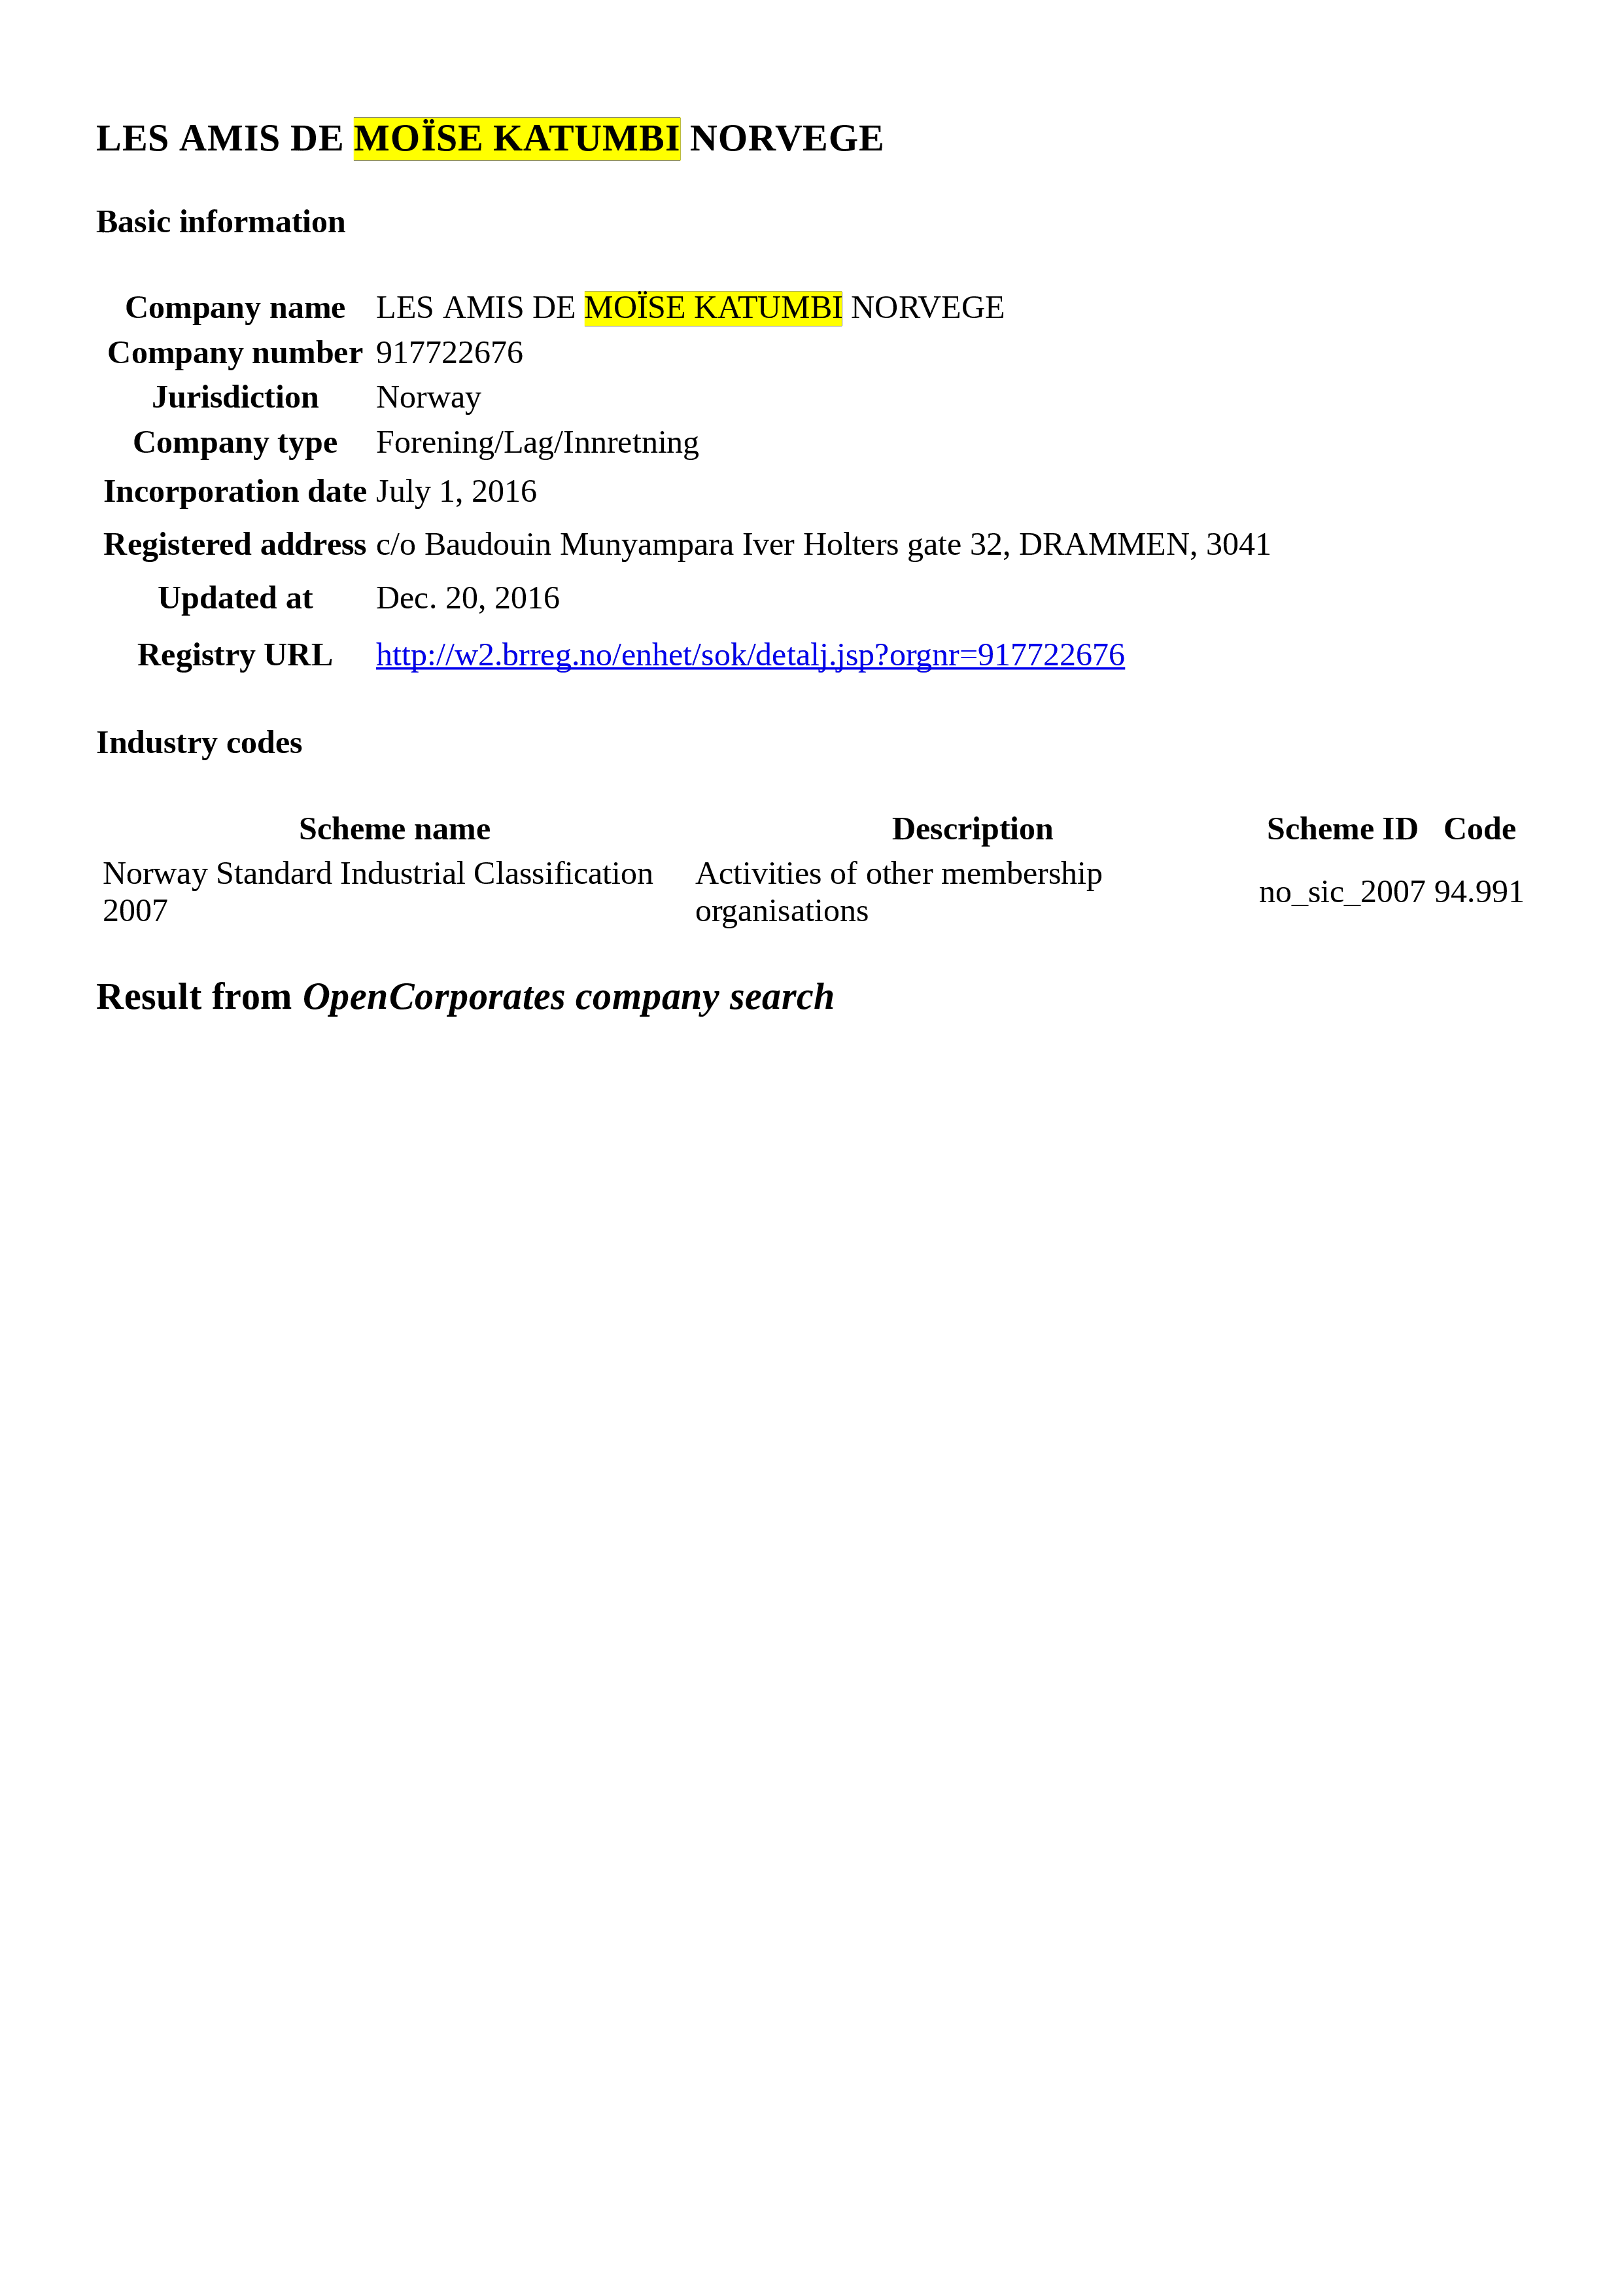 LES AMIS DE MOÏSE KATUMBI NORVEGE
Basic information
Company name LES AMIS DE MOÏSE KATUMBI NORVEGE
Company number 917722676
Jurisdiction Norway
Company type Forening/Lag/Innretning
Incorporation date July 1, 2016
Registered address c/o Baudouin Munyampara Iver Holters gate 32, DRAMMEN, 3041
Updated at Dec. 20, 2016
Registry URL http://w2.brreg.no/enhet/sok/detalj.jsp?orgnr=917722676
Industry codes
Scheme name Description Scheme ID Code
Norway Standard Industrial Classification 2007 Activities of other membership organisations no_sic_2007 94.991
Result from OpenCorporates company search